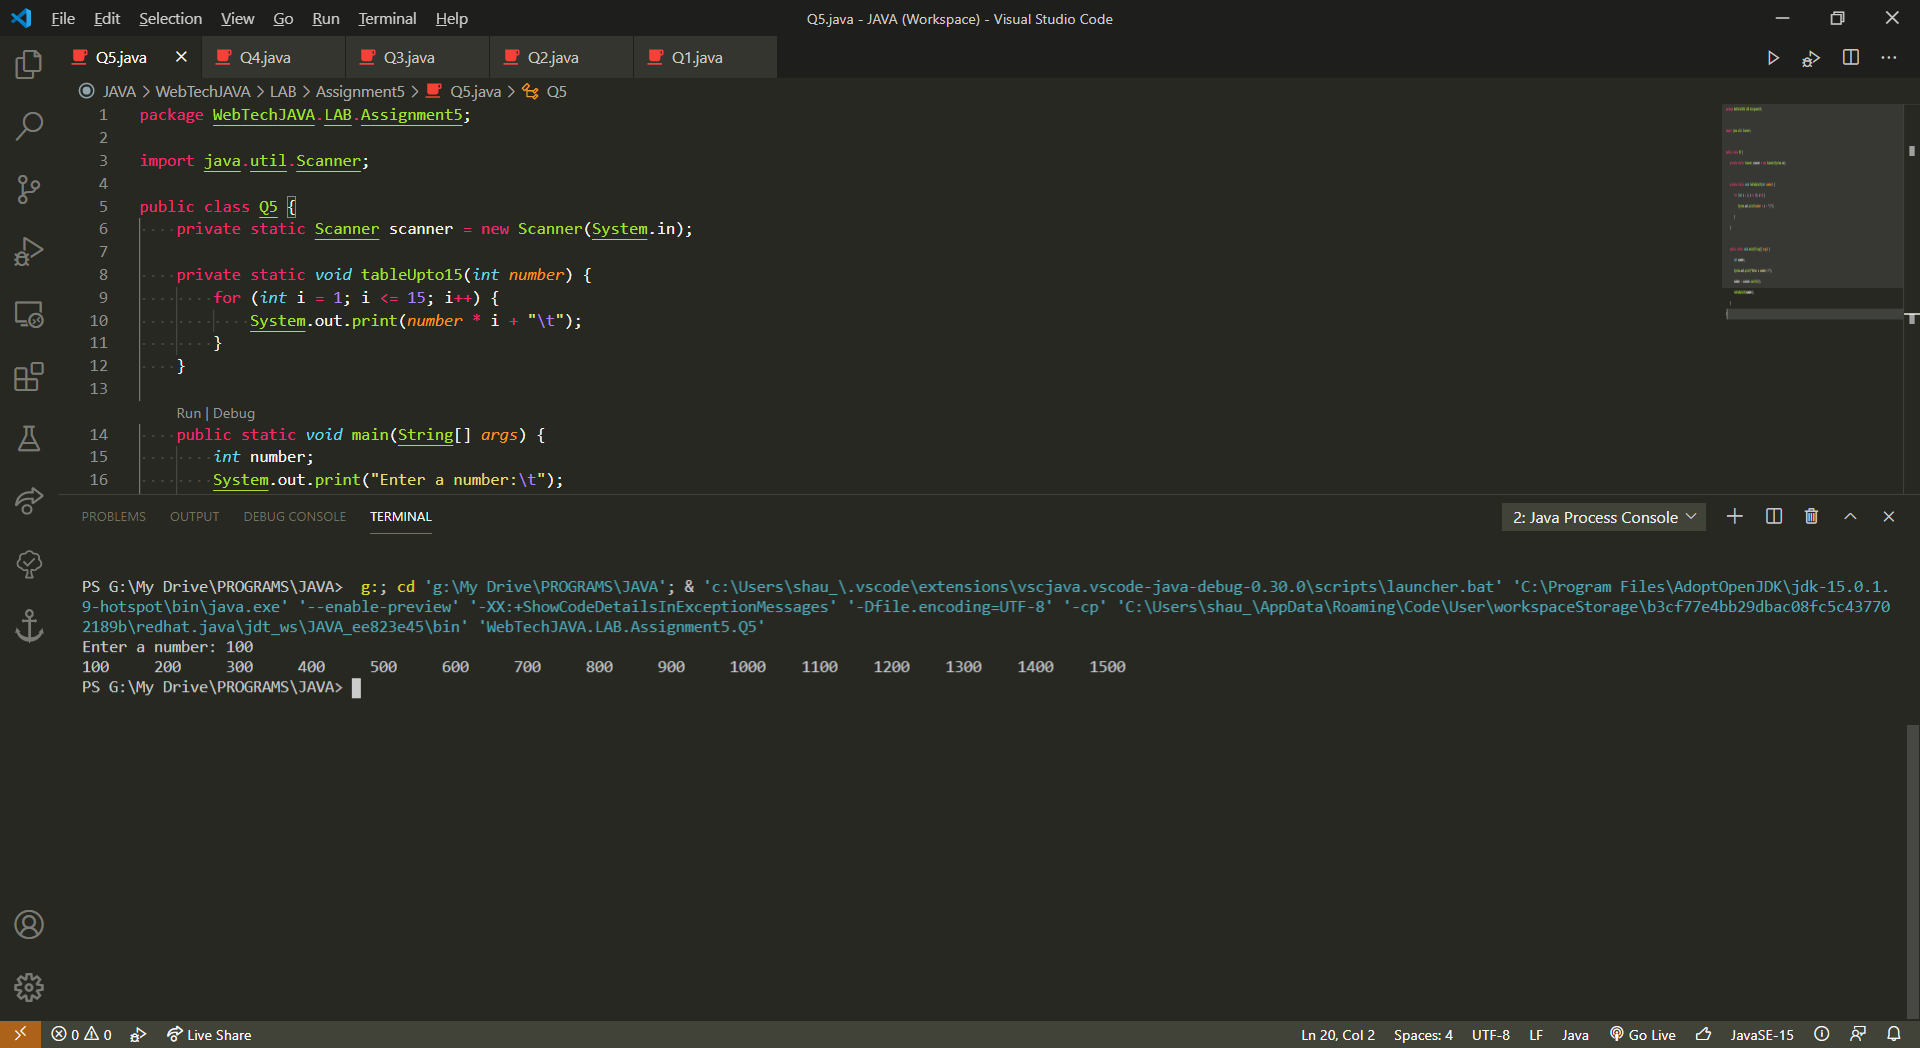 File Edit Selection View Go Run Terminal Help Q5.java - JAVA (Workspace) - Visual Studio Code
Q5.java Q4.java Q3.java Q2.java Q1.java
JAVA > WebTechJAVA > LAB > Assignment5 > Q5.java > Q5
1 package WebTechJAVA.LAB.Assignment5;
2
3 import java.util.Scanner;
4
5 public class Q5 {
6 private static Scanner scanner = new Scanner(System.in);
7
8 private static void tableUpto15(int number) {
9 for (int i = 1; i <= 15; i++) {
10 System.out.print(number * i + "\t");
11 }
12 }
13
Run | Debug
14 public static void main(String[] args) {
15 int number;
16 System.out.print("Enter a number:\t");
PROBLEMS OUTPUT DEBUG CONSOLE TERMINAL 2: Java Process Console
PS G:\My Drive\PROGRAMS\JAVA> g:; cd 'g:\My Drive\PROGRAMS\JAVA'; & 'c:\Users\shau_\.vscode\extensions\vscjava.vscode-java-debug-0.30.0\scripts\launcher.bat' 'C:\Program Files\AdoptOpenJDK\jdk-15.0.1.
9-hotspot\bin\java.exe' '--enable-preview' '-XX:+ShowCodeDetailsInExceptionMessages' '-Dfile.encoding=UTF-8' '-cp' 'C:\Users\shau_\AppData\Roaming\Code\User\workspaceStorage\b3cf77e4bb29dbac08fc5c43770
2189b\redhat.java\jdt_ws\JAVA_ee823e45\bin' 'WebTechJAVA.LAB.Assignment5.Q5'
Enter a number: 100
100 200 300 400 500 600 700 800 900 1000 1100 1200 1300 1400 1500
PS G:\My Drive\PROGRAMS\JAVA>
0 0 Live Share Ln 20, Col 2 Spaces: 4 UTF-8 LF Java Go Live JavaSE-15